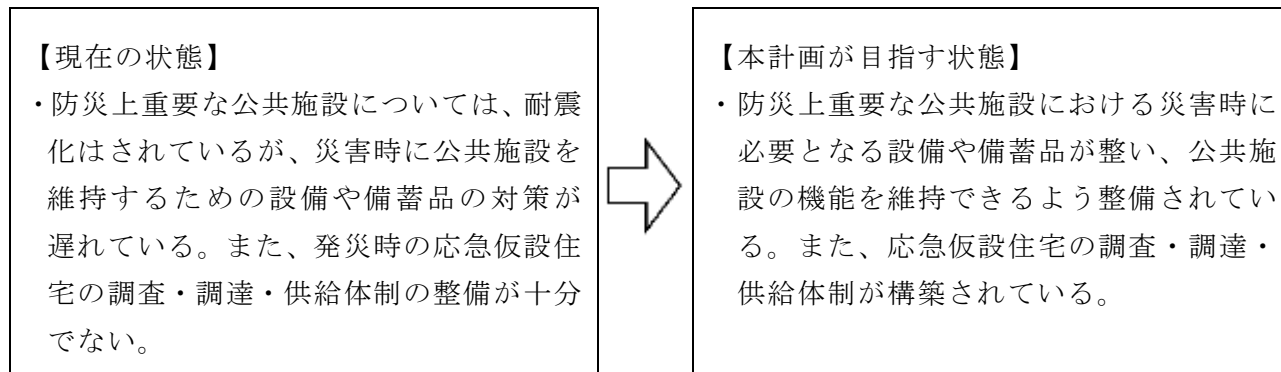 【現在の状態】
・防災上重要な公共施設については、耐震
化はされているが、災害時に公共施設を
維持するための設備や備蓄品の対策が
遅れている。また、発災時の応急仮設住
宅の調査・調達・供給体制の整備が十分
でない。
【本計画が目指す状態】
・防災上重要な公共施設における災害時に
必要となる設備や備蓄品が整い、公共施
設の機能を維持できるよう整備されてい
る。また、応急仮設住宅の調査・調達・
供給体制が構築されている。